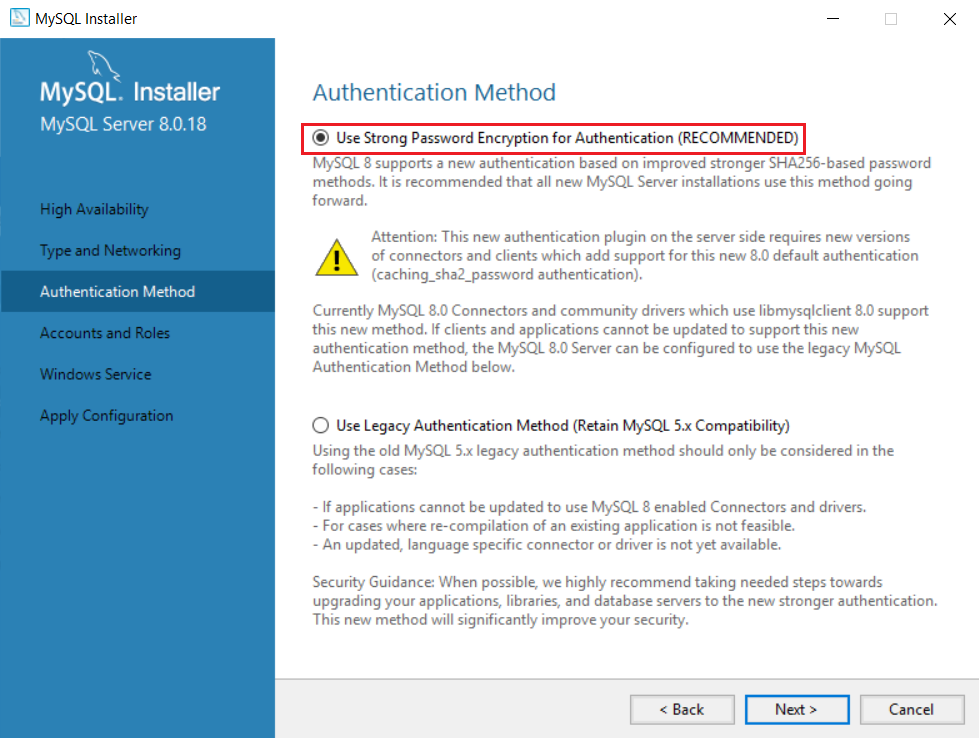 MySQL Installer
MySQL. Installer
MySQL Server 8.0.18
High Availability
Type and Networking
Authentication Method
Accounts and Roles
Windows Service
Apply Configuration
Authentication Method
Use Strong Password Encryption for Authentication (RECOMMENDED)
MySQL 8 supports a new authentication based on improved stronger SHA256-based password
methods. It is recommended that all new MySQL Server installations use this method going
forward.
Attention: This new authentication plugin on the server side requires new versions
of connectors and clients which add support for this new 8.0 default authentication
(caching_sha2_password authentication).
Currently MySQL 8.0 Connectors and community drivers which use libmysqlclient 8.0 support
this new method. If clients and applications cannot be updated to support this new
authentication method, the MySQL 8.0 Server can be configured to use the legacy MySQL
Authentication Method below.
Use Legacy Authentication Method (Retain MySQL 5.x Compatibility)
Using the old MySQL 5.x legacy authentication method should only be considered in the
following cases:
- If applications cannot be updated to use MySQL 8 enabled Connectors and drivers.
- For cases where re-compilation of an existing application is not feasible.
- An updated, language specific connector or driver is not yet available.
Security Guidance: When possible, we highly recommend taking needed steps towards
upgrading your applications, libraries, and database servers to the new stronger authentication.
This new method will significantly improve your security.
< Back
Next >
Cancel